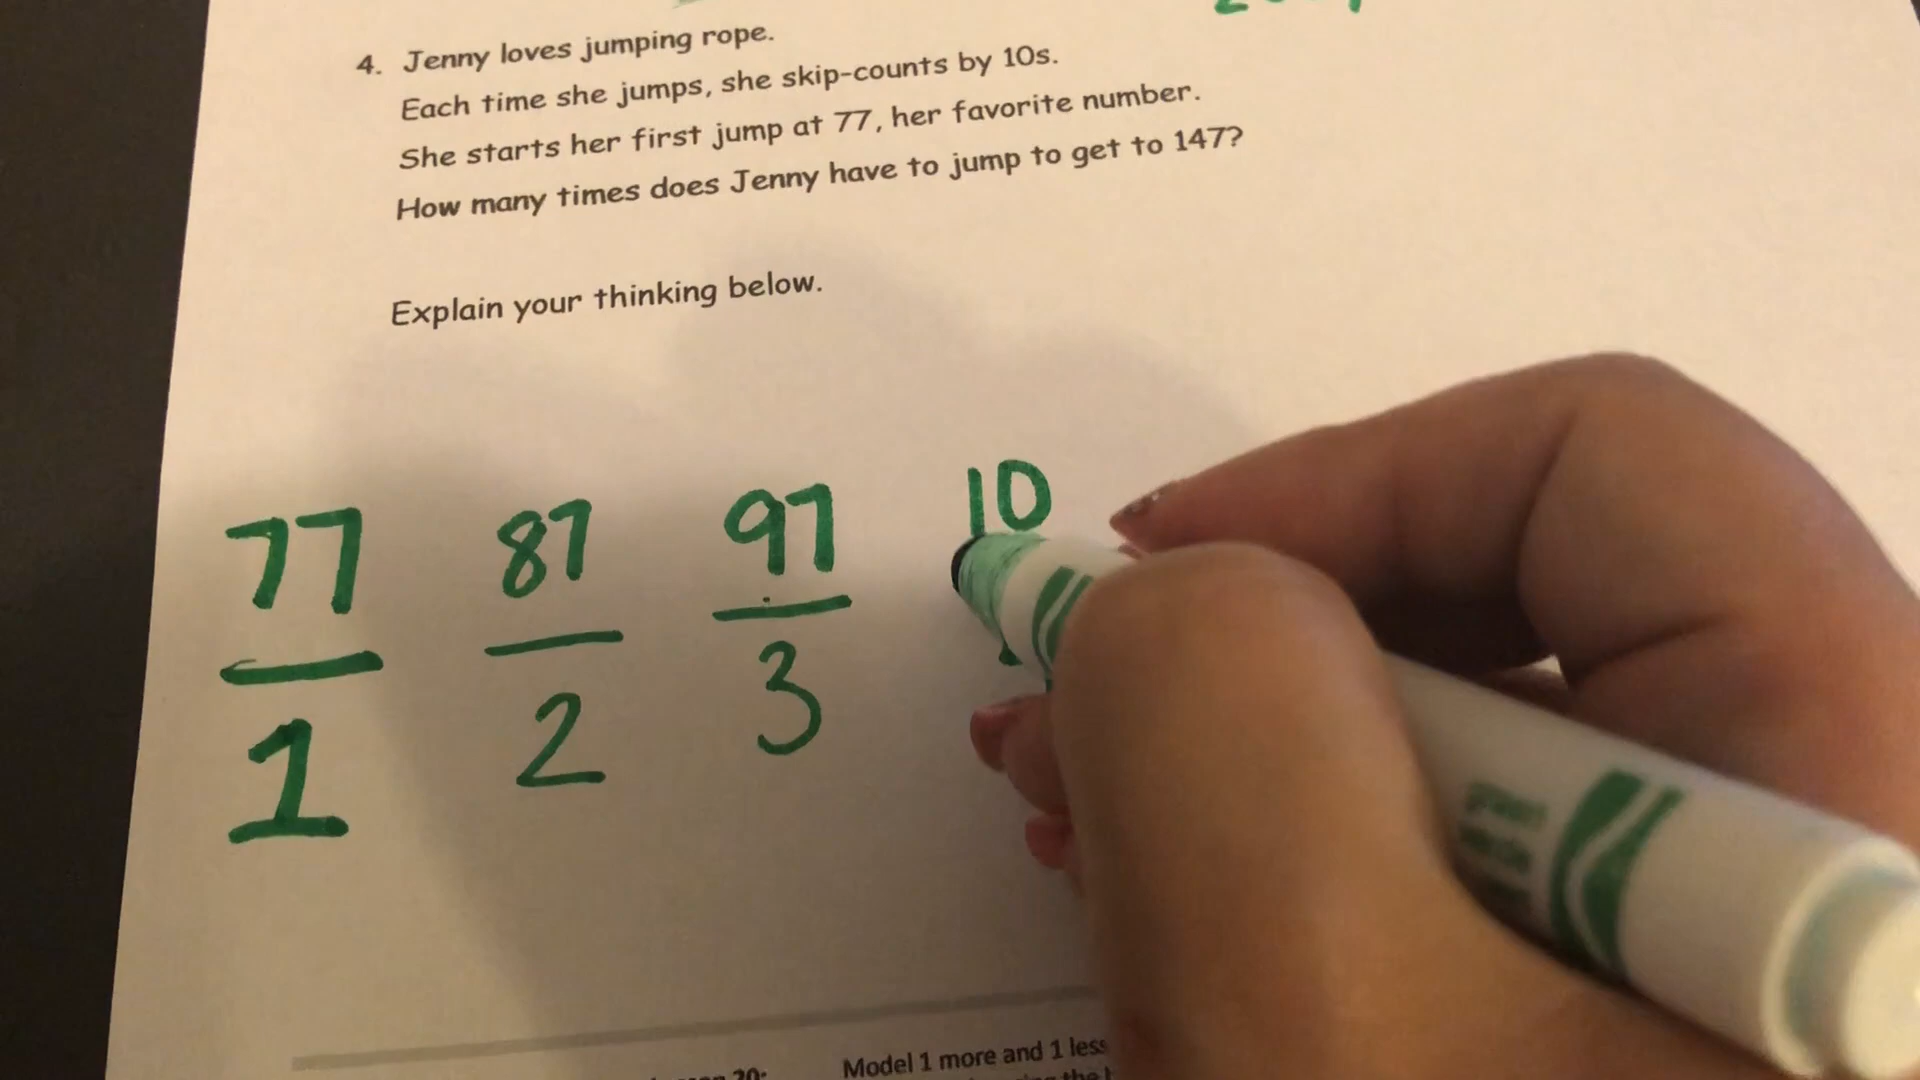 4. Jenny loves jumping rope.
Each time she jumps, she skip-counts by 10s.
She starts her first jump at 77, her favorite number.
How many times does Jenny have to jump to get to 147?
Explain your thinking below.
77 87 97 10
1 2 3
Model 1 more and 1 less